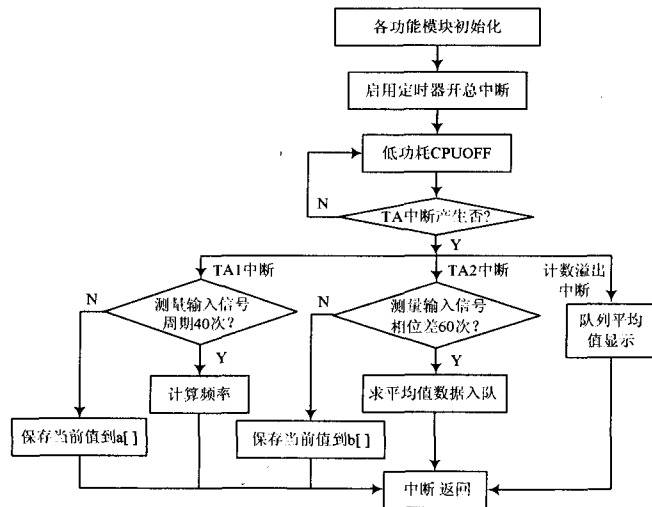 各功能模块初始化
启用定时器开总中断
低功耗CPUOFF
N
TA中断产生否?
Y
TA1中断
TA2中断
计数溢出
中断
N
测量输入信号
周期40次?
N
测量输入信号
相位差60次?
队列平均
值显示
Y
Y
计算频率
求平均值数据入队
保存当前值到a[ ]
保存当前值到b[ ]
中断 返回